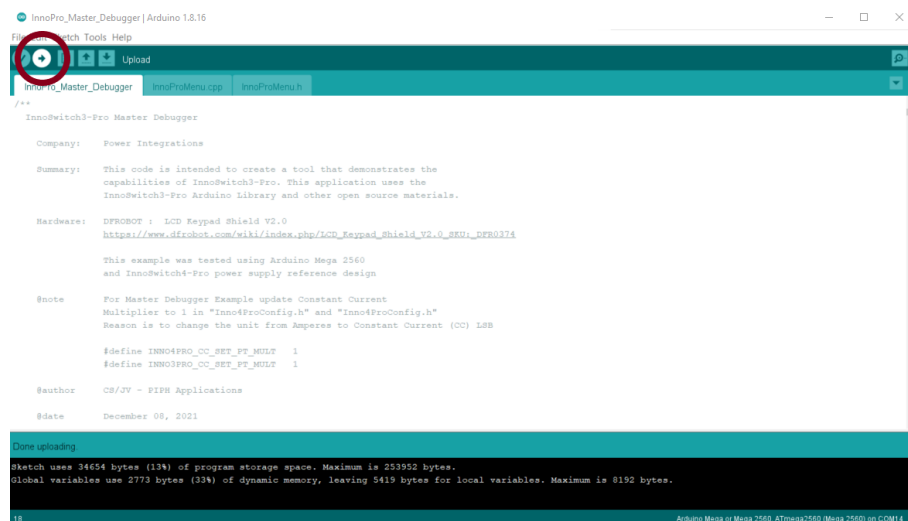 InnoPro_Master_Debugger | Arduino 1.8.16
File Edit Sketch Tools Help
Upload
InnoPro_Master_Debugger InnoProMenu.cpp InnoProMenu.h
/**
InnoSwitch3-Pro Master Debugger
Company: Power Integrations
Summary: This code is intended to create a tool that demonstrates the
capabilities of InnoSwitch3-Pro. This application uses the
InnoSwitch3-Pro Arduino Library and other open source materials.
Hardware: DFROBOT : LCD Keypad Shield V2.0
https://www.dfrobot.com/wiki/index.php/LCD_Keypad_Shield_V2.0_SKU:_DFR0374
This example was tested using Arduino Mega 2560
and InnoSwitch4-Pro power supply reference design
@note For Master Debugger Example update Constant Current
Multiplier to 1 in "Inno4ProConfig.h" and "Inno4ProConfig.h"
Reason is to change the unit from Amperes to Constant Current (CC) LSB
#define INNO4PRO_CC_SET_PT_MULT 1
#define INNO3PRO_CC_SET_PT_MULT 1
@author CS/JV - PIPH Applications
@date December 08, 2021
Done uploading.
Sketch uses 34654 bytes (13%) of program storage space. Maximum is 253952 bytes.
Global variables use 2773 bytes (33%) of dynamic memory, leaving 5419 bytes for local variables. Maximum is 8192 bytes.
18 Arduino Mega or Mega 2560, ATmega2560 (Mega 2560) on COM14